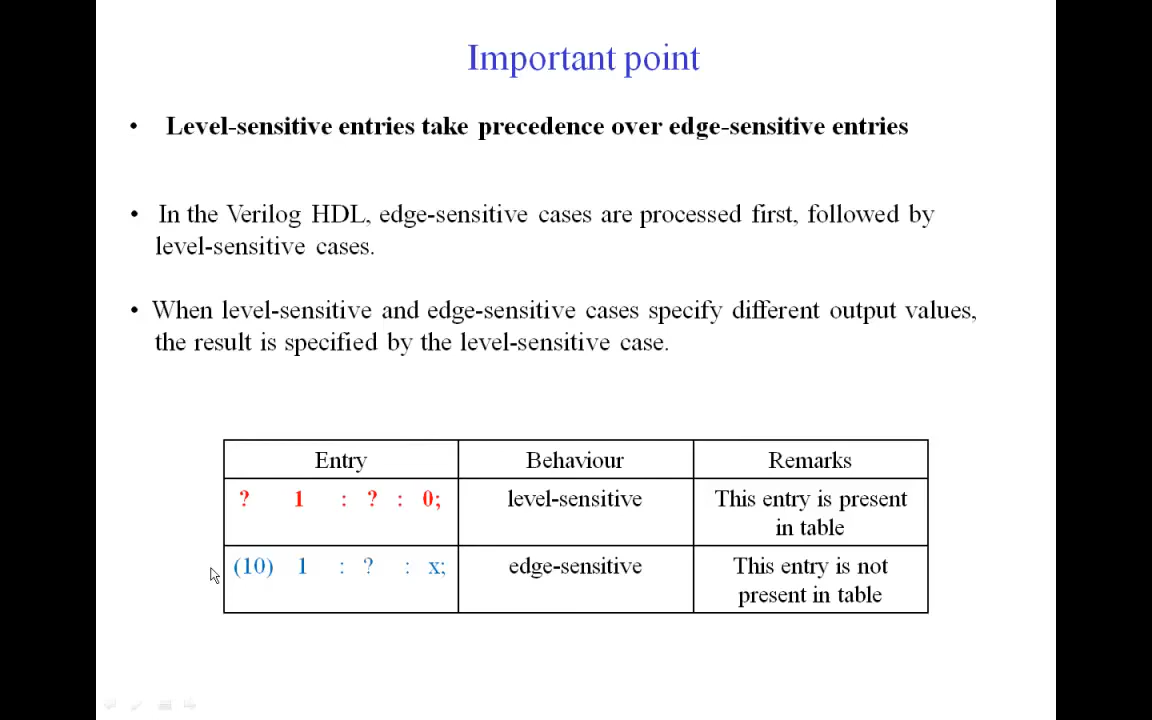 Important point
• Level-sensitive entries take precedence over edge-sensitive entries
• In the Verilog HDL, edge-sensitive cases are processed first, followed by
level-sensitive cases.
• When level-sensitive and edge-sensitive cases specify different output values,
the result is specified by the level-sensitive case.
Entry Behaviour Remarks
? 1 : ? : 0; level-sensitive This entry is present
in table
(10) 1 : ? : x; edge-sensitive This entry is not
present in table